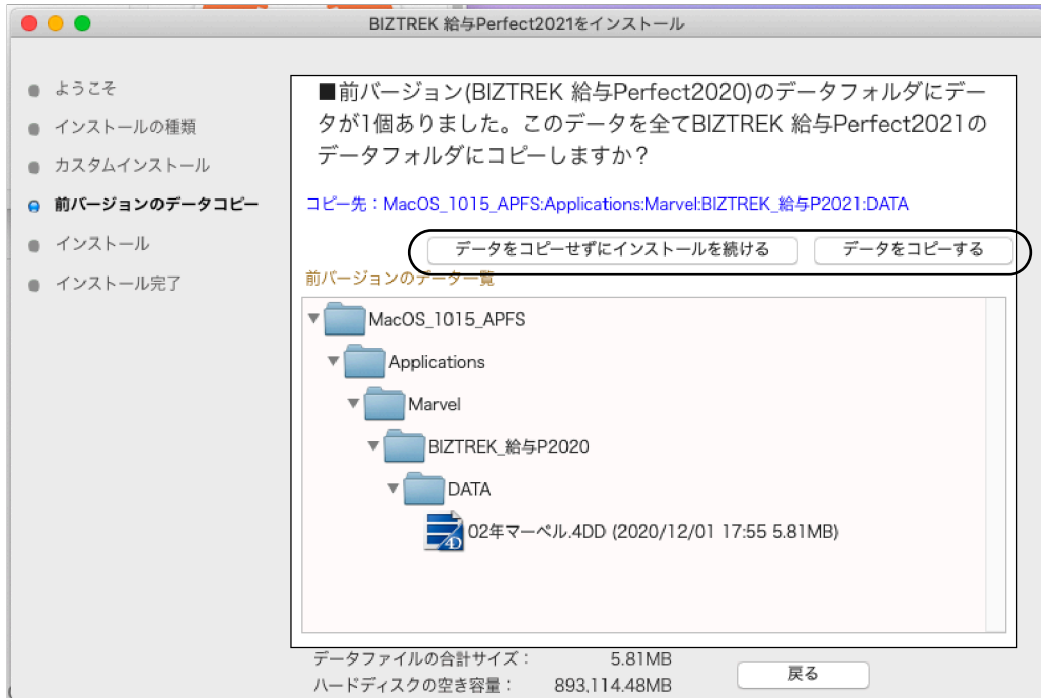 BIZTREK 給与Perfect2021をインストール
ようこそ
インストールの種類
カスタムインストール
前バージョンのデータコピー
インストール
インストール完了
■前バージョン(BIZTREK 給与Perfect2020)のデータフォルダにデー
タが1個ありました。このデータを全てBIZTREK 給与Perfect2021の
データフォルダにコピーしますか？
コピー先：MacOS_1015_APFS:Applications:Marvel:BIZTREK_給与P2021:DATA
データをコピーせずにインストールを続ける
データをコピーする
前バージョンのデータ一覧
MacOS_1015_APFS
Applications
Marvel
BIZTREK_給与P2020
DATA
02年マーベル.4DD (2020/12/01 17:55 5.81MB)
データファイルの合計サイズ： 5.81MB
ハードディスクの空き容量： 893,114.48MB
戻る